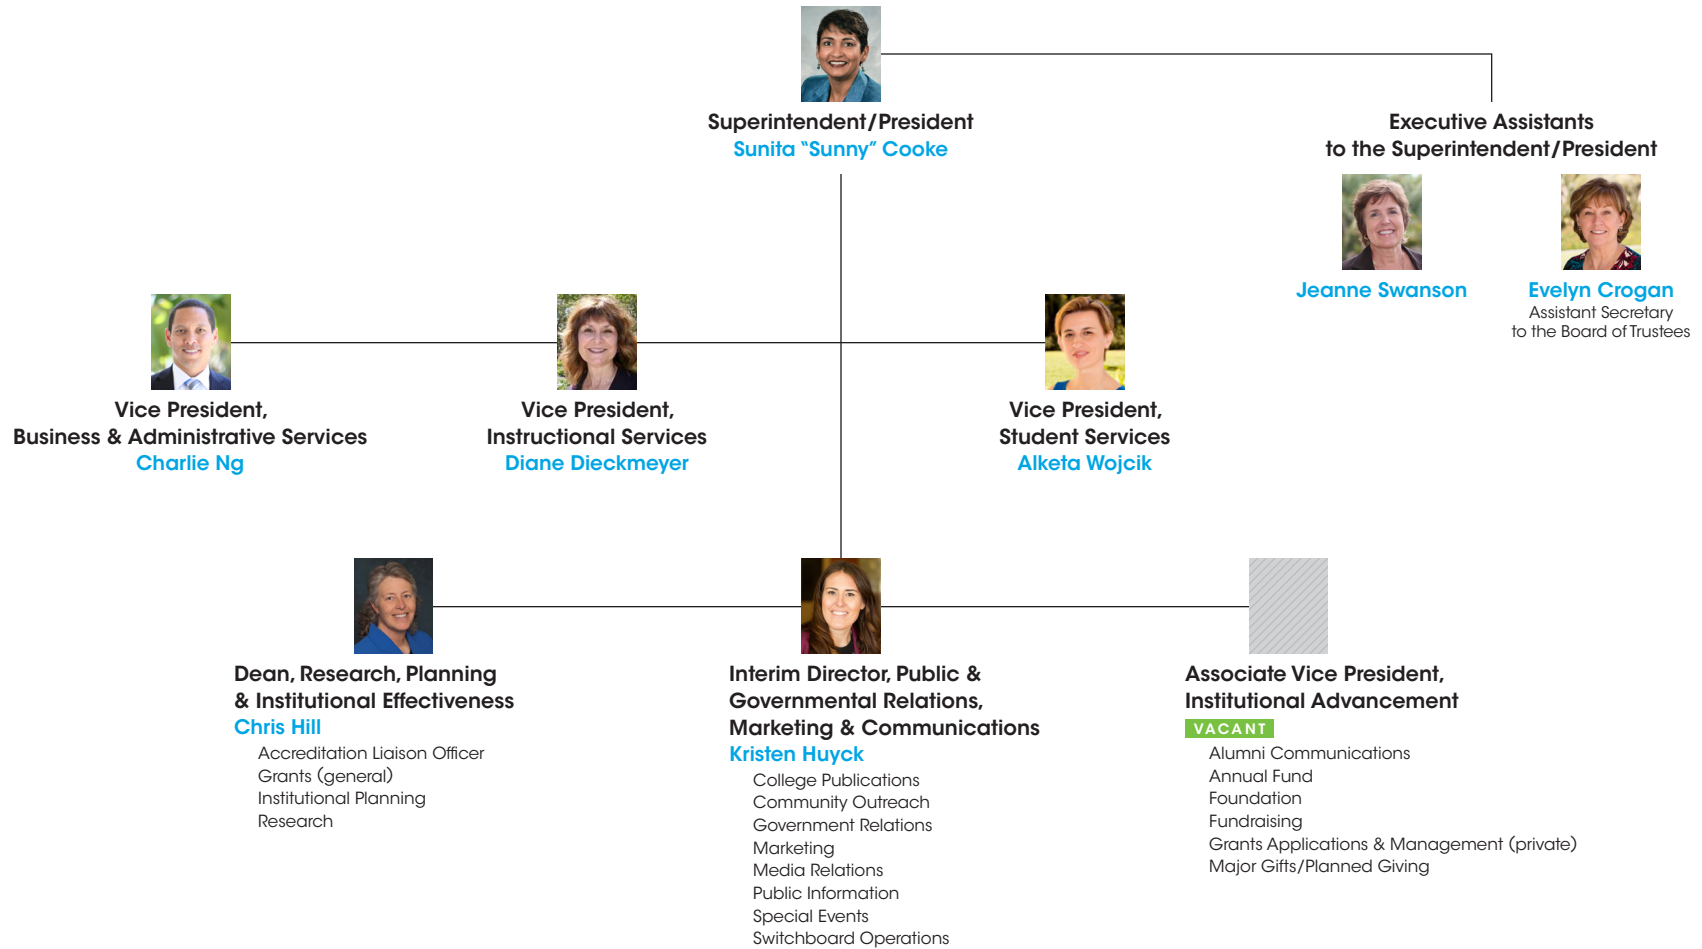 Superintendent/President
Sunita “Sunny” Cooke
Executive Assistants
to the Superintendent/President
Jeanne Swanson
Evelyn Crogan
Assistant Secretary
to the Board of Trustees
Vice President,
Business & Administrative Services
Charlie Ng
Vice President,
Instructional Services
Diane Dieckmeyer
Vice President,
Student Services
Alketa Wojcik
Dean, Research, Planning
& Institutional Effectiveness
Chris Hill
Accreditation Liaison Officer
Grants (general)
Institutional Planning
Research
Interim Director, Public &
Governmental Relations,
Marketing & Communications
Kristen Huyck
College Publications
Community Outreach
Government Relations
Marketing
Media Relations
Public Information
Special Events
Switchboard Operations
Associate Vice President,
Institutional Advancement
VACANT
Alumni Communications
Annual Fund
Foundation
Fundraising
Grants Applications & Management (private)
Major Gifts/Planned Giving